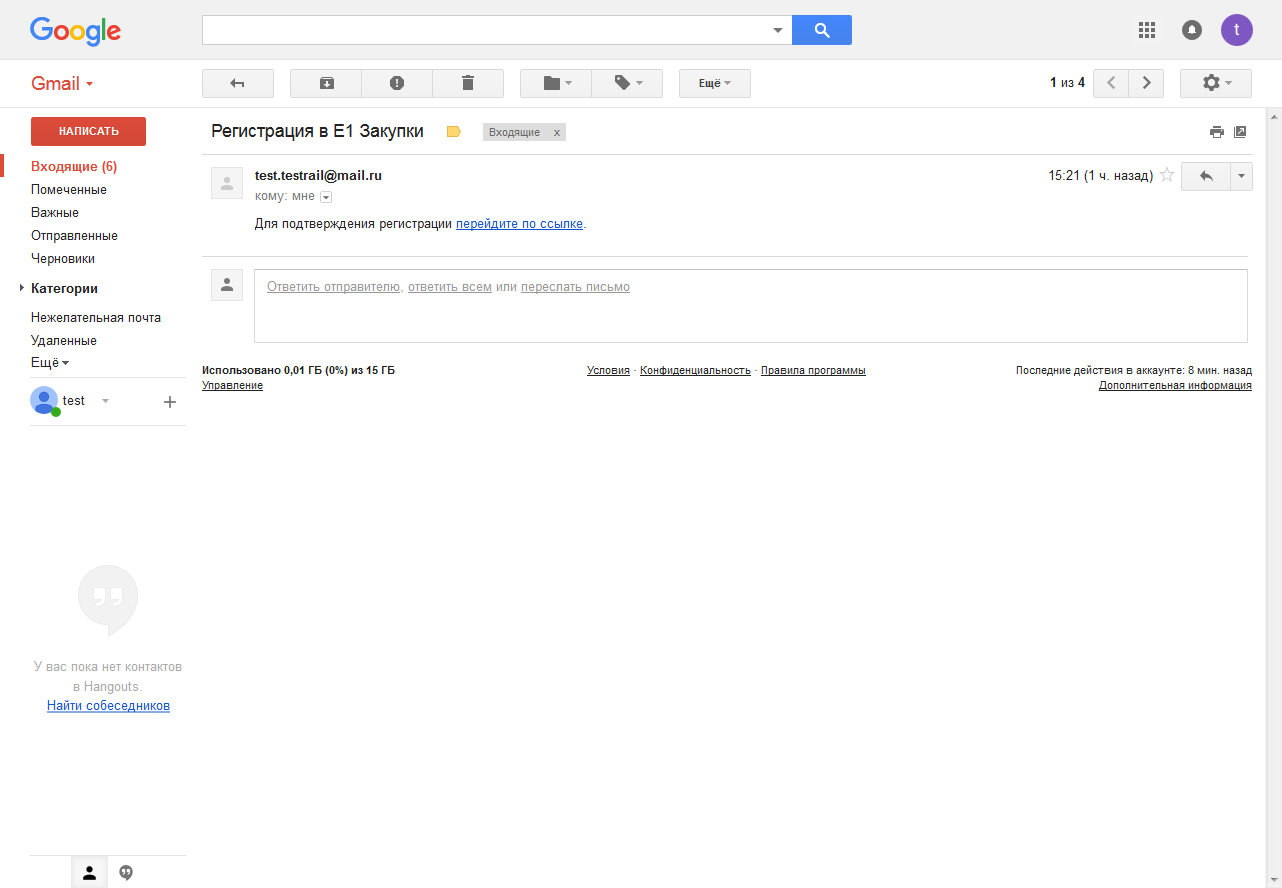 Google
t
Gmail
Ещё
1 из 4
НАПИСАТЬ
Регистрация в Е1 Закупки
Входящие x
Входящие (6)
Помеченные
Важные
Отправленные
Черновики
Категории
Нежелательная почта
Удаленные
Ещё
test
test.testrail@mail.ru
15:21 (1 ч. назад)
кому: мне
Для подтверждения регистрации перейдите по ссылке.
Ответить отправителю, ответить всем или переслать письмо
Использовано 0,01 ГБ (0%) из 15 ГБ
Управление
Условия · Конфиденциальность · Правила программы
Последние действия в аккаунте: 8 мин. назад
Дополнительная информация
У вас пока нет контактов
в Hangouts.
Найти собеседников